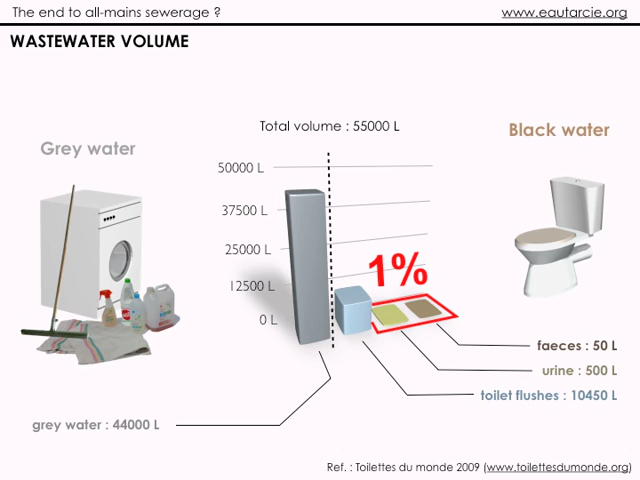 The end to all-mains sewerage ?
www.eautarcie.org
WASTEWATER VOLUME
Total volume : 55000 L
Black water
Grey water
50000 L
37500 L
25000 L
1%
12500 L
0 L
faeces : 50 L
urine : 500 L
toilet flushes : 10450 L
grey water : 44000 L
Ref. : Toilettes du monde 2009 (www.toilettesdumonde.org)